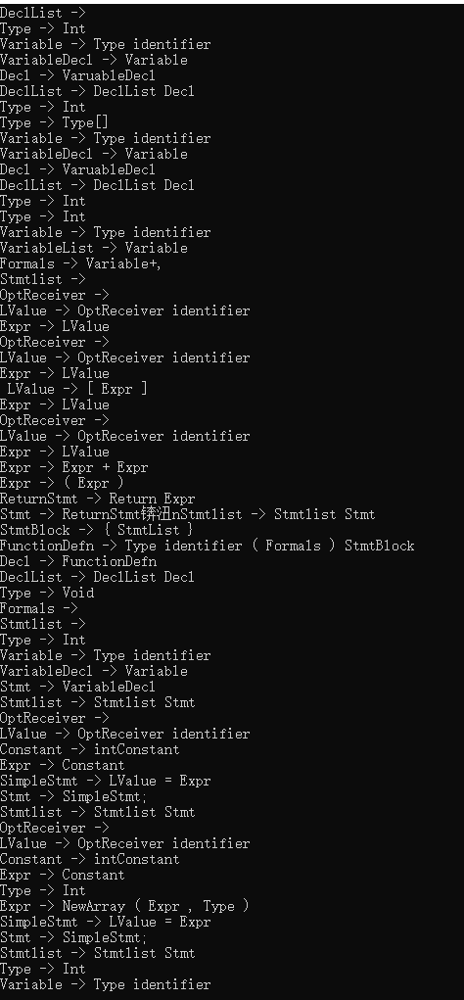 DeclList ->
Type -> Int
Variable -> Type identifier
VariableDecl -> Variable
Decl -> VaruableDecl
DeclList -> DeclList Decl
Type -> Int
Type -> Type[]
Variable -> Type identifier
VariableDecl -> Variable
Decl -> VaruableDecl
DeclList -> DeclList Decl
Type -> Int
Type -> Int
Variable -> Type identifier
VariableList -> Variable
Formals -> Variable+,
Stmtlist ->
OptReceiver ->
LValue -> OptReceiver identifier
Expr -> LValue
OptReceiver ->
LValue -> OptReceiver identifier
Expr -> LValue
LValue -> [ Expr ]
Expr -> LValue
OptReceiver ->
LValue -> OptReceiver identifier
Expr -> LValue
Expr -> Expr + Expr
Expr -> ( Expr )
ReturnStmt -> Return Expr
Stmt -> ReturnStmt锛沑nStmtlist -> Stmtlist Stmt
StmtBlock -> { StmtList }
FunctionDefn -> Type identifier ( Formals ) StmtBlock
Decl -> FunctionDefn
DeclList -> DeclList Decl
Type -> Void
Formals ->
Stmtlist ->
Type -> Int
Variable -> Type identifier
VariableDecl -> Variable
Stmt -> VariableDecl
Stmtlist -> Stmtlist Stmt
OptReceiver ->
LValue -> OptReceiver identifier
Constant -> intConstant
Expr -> Constant
SimpleStmt -> LValue = Expr
Stmt -> SimpleStmt;
Stmtlist -> Stmtlist Stmt
OptReceiver ->
LValue -> OptReceiver identifier
Constant -> intConstant
Expr -> Constant
Type -> Int
Expr -> NewArray ( Expr , Type )
SimpleStmt -> LValue = Expr
Stmt -> SimpleStmt;
Stmtlist -> Stmtlist Stmt
Type -> Int
Variable -> Type identifier